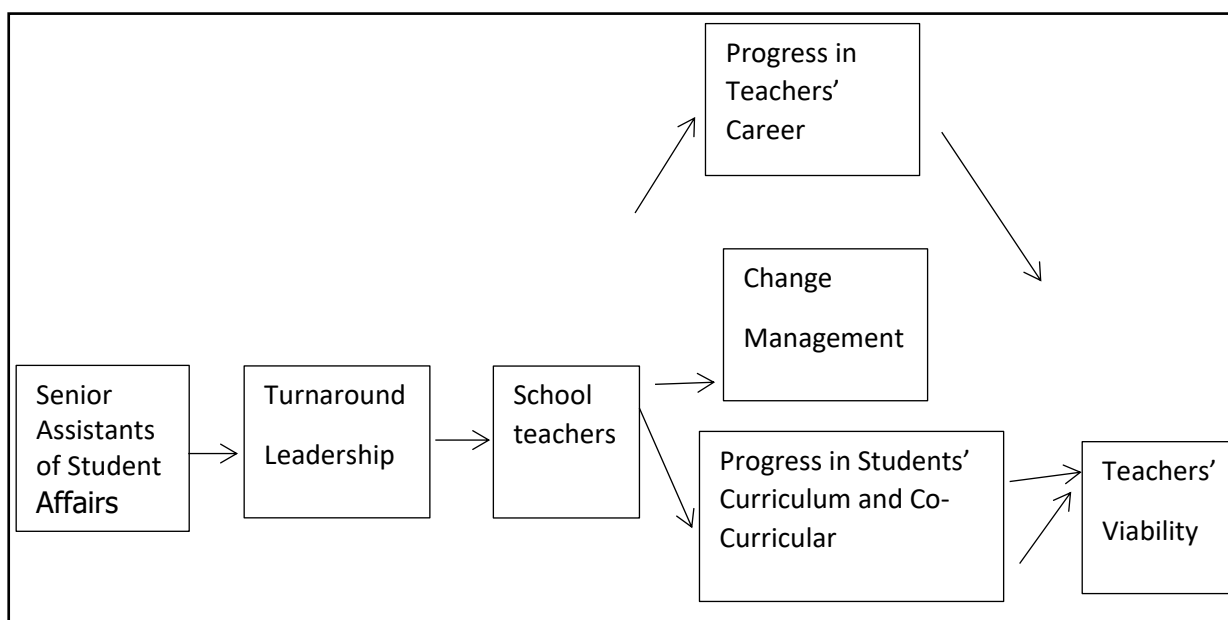 Progress in
Teachers’
Career
Change
Management
Senior
Assistants
of Student
Affairs
Turnaround
Leadership
School
teachers
Progress in Students’
Curriculum and Co-
Curricular
Teachers’
Viability